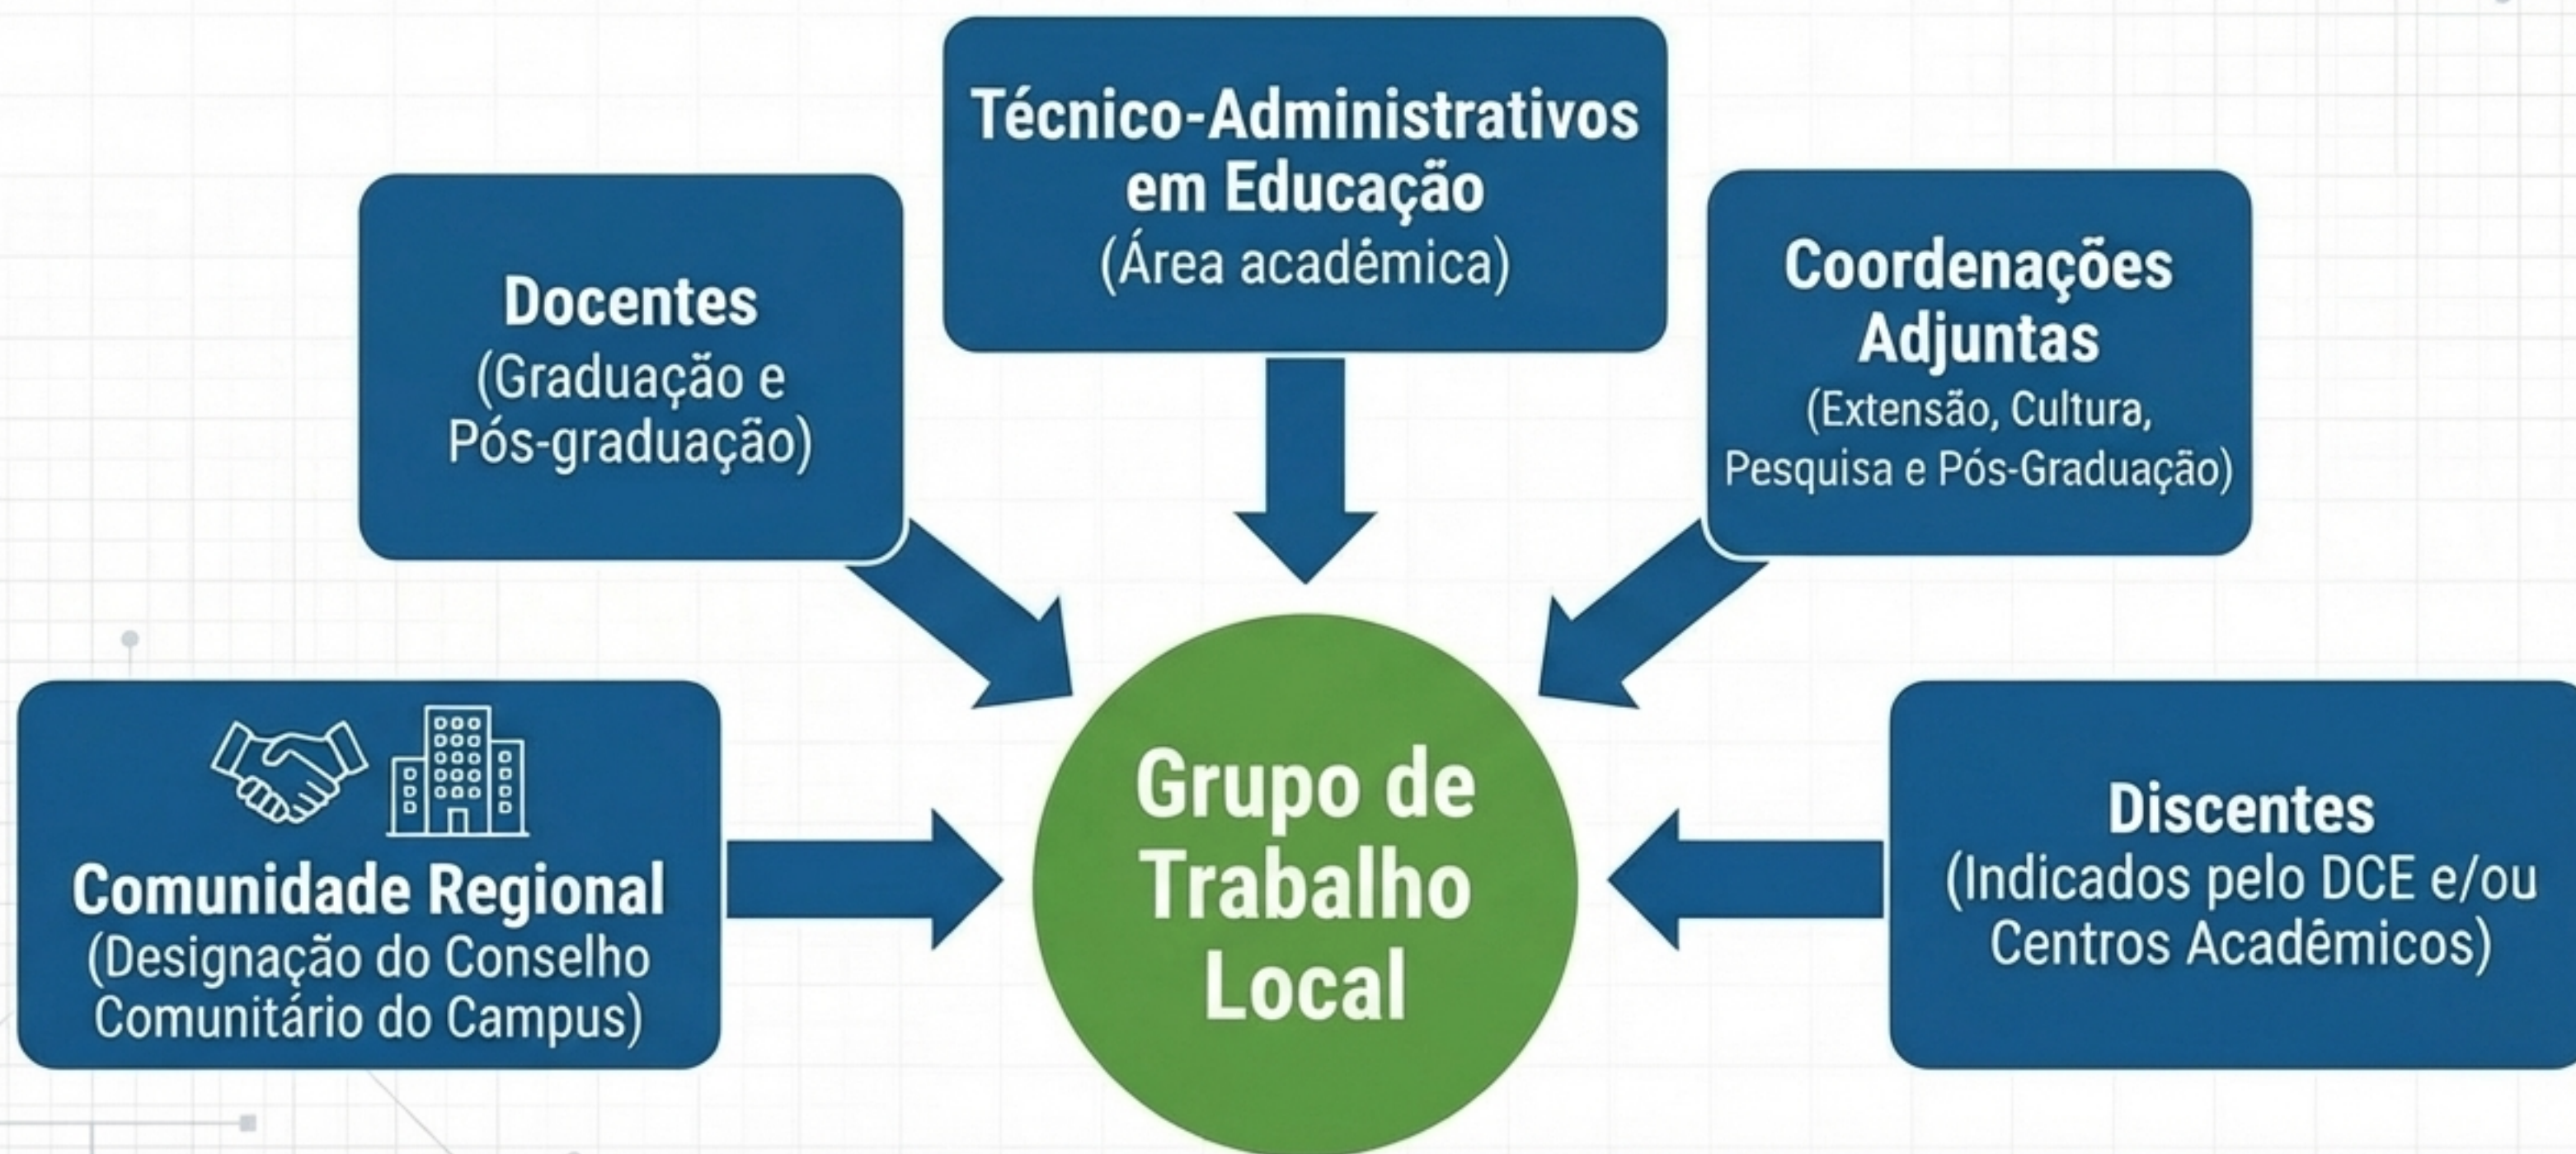 Técnico-Administrativos
em Educação
(Área acadêmica)
Docentes
(Graduação e
Pós-graduação)
Coordenações
Adjuntas
(Extensão, Cultura,
Pesquisa e Pós-Graduação)
Comunidade Regional
(Designação do Conselho
Comunitário do Campus)
Grupo de
Trabalho
Local
Discentes
(Indicados pelo DCE e/ou
Centros Acadêmicos)